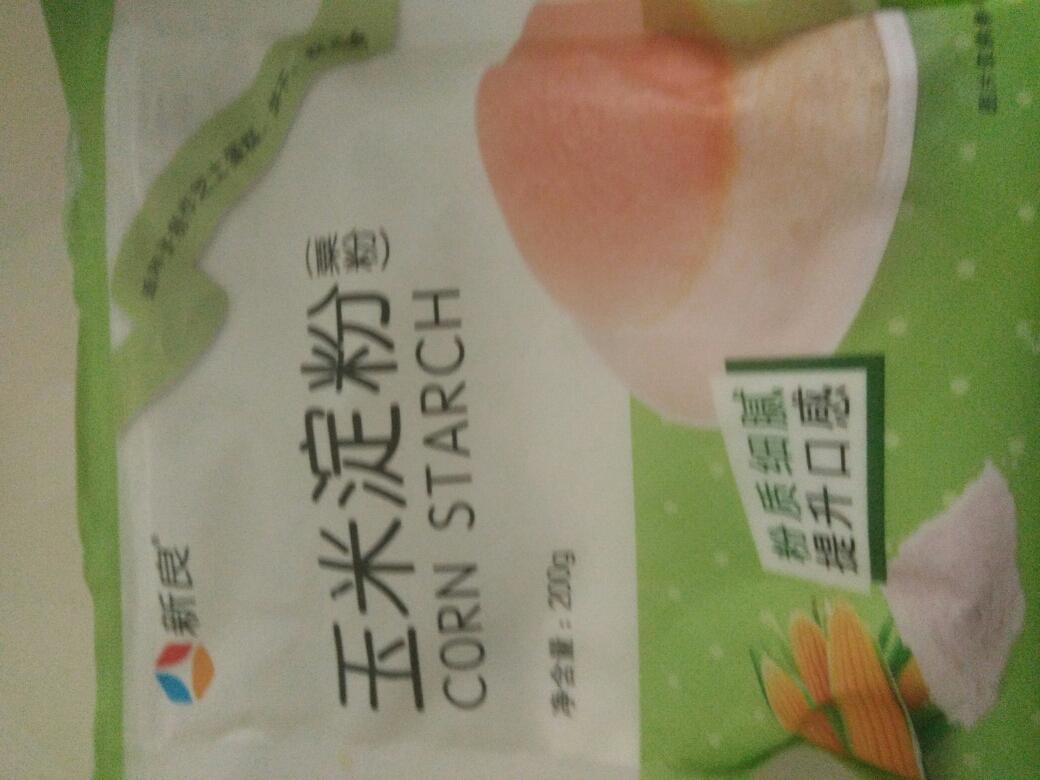 新良
玉米淀粉(粟粉)
CORN STARCH
净含量：200g
粉质细腻
提升口感